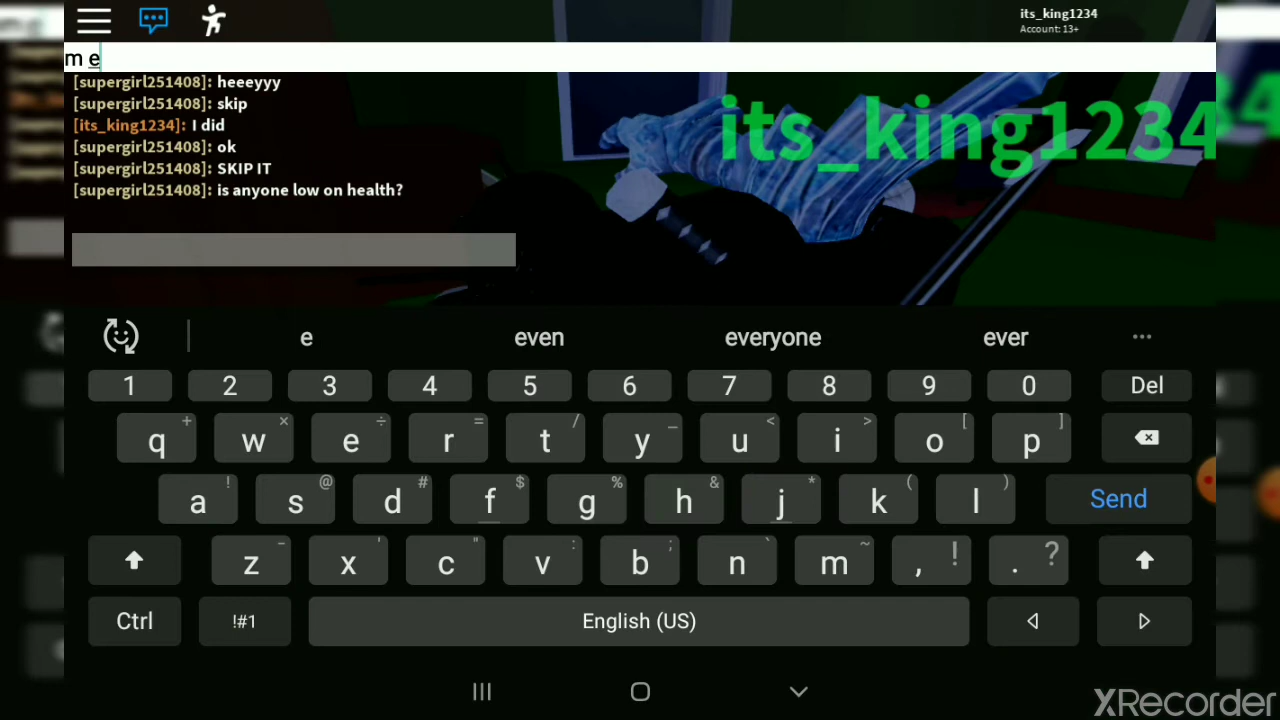 its_king1234
Account: 13+
m e
[supergirl251408]: heeeyyy
[supergirl251408]: skip
[its_king1234]: I did
[supergirl251408]: ok
[supergirl251408]: SKIP IT
[supergirl251408]: is anyone low on health?
its_king1234
e even everyone ever ...
1 2 3 4 5 6 7 8 9 0 Del
+ × ÷ = / _ < > [ ]
q w e r t y u i o p
! @ # $ % & * ( )
a s d f g h j k l Send
- ' " : ; ` ~ ! ?
z x c v b n m , .
Ctrl !#1 English (US)
XRecorder